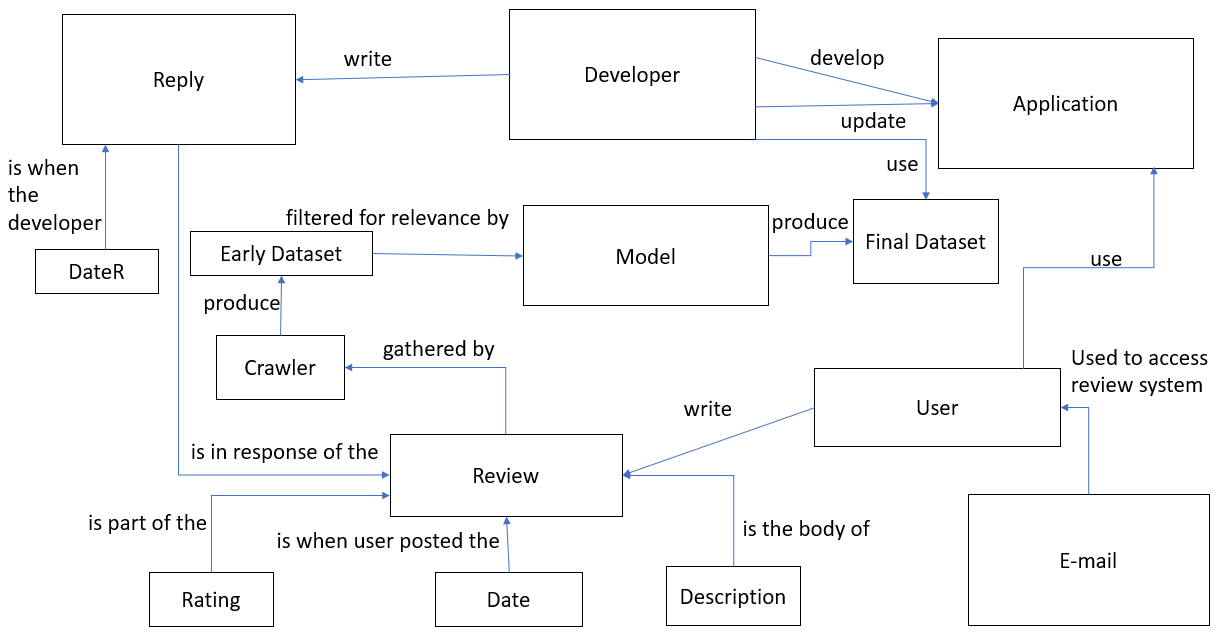 Reply
write
Developer
develop
Application
update
use
is when
the
developer
DateR
filtered for relevance by
Early Dataset
Model
produce
Final Dataset
use
produce
Crawler
gathered by
Used to access
review system
User
write
is in response of the
Review
is part of the
is when user posted the
is the body of
E-mail
Rating
Date
Description